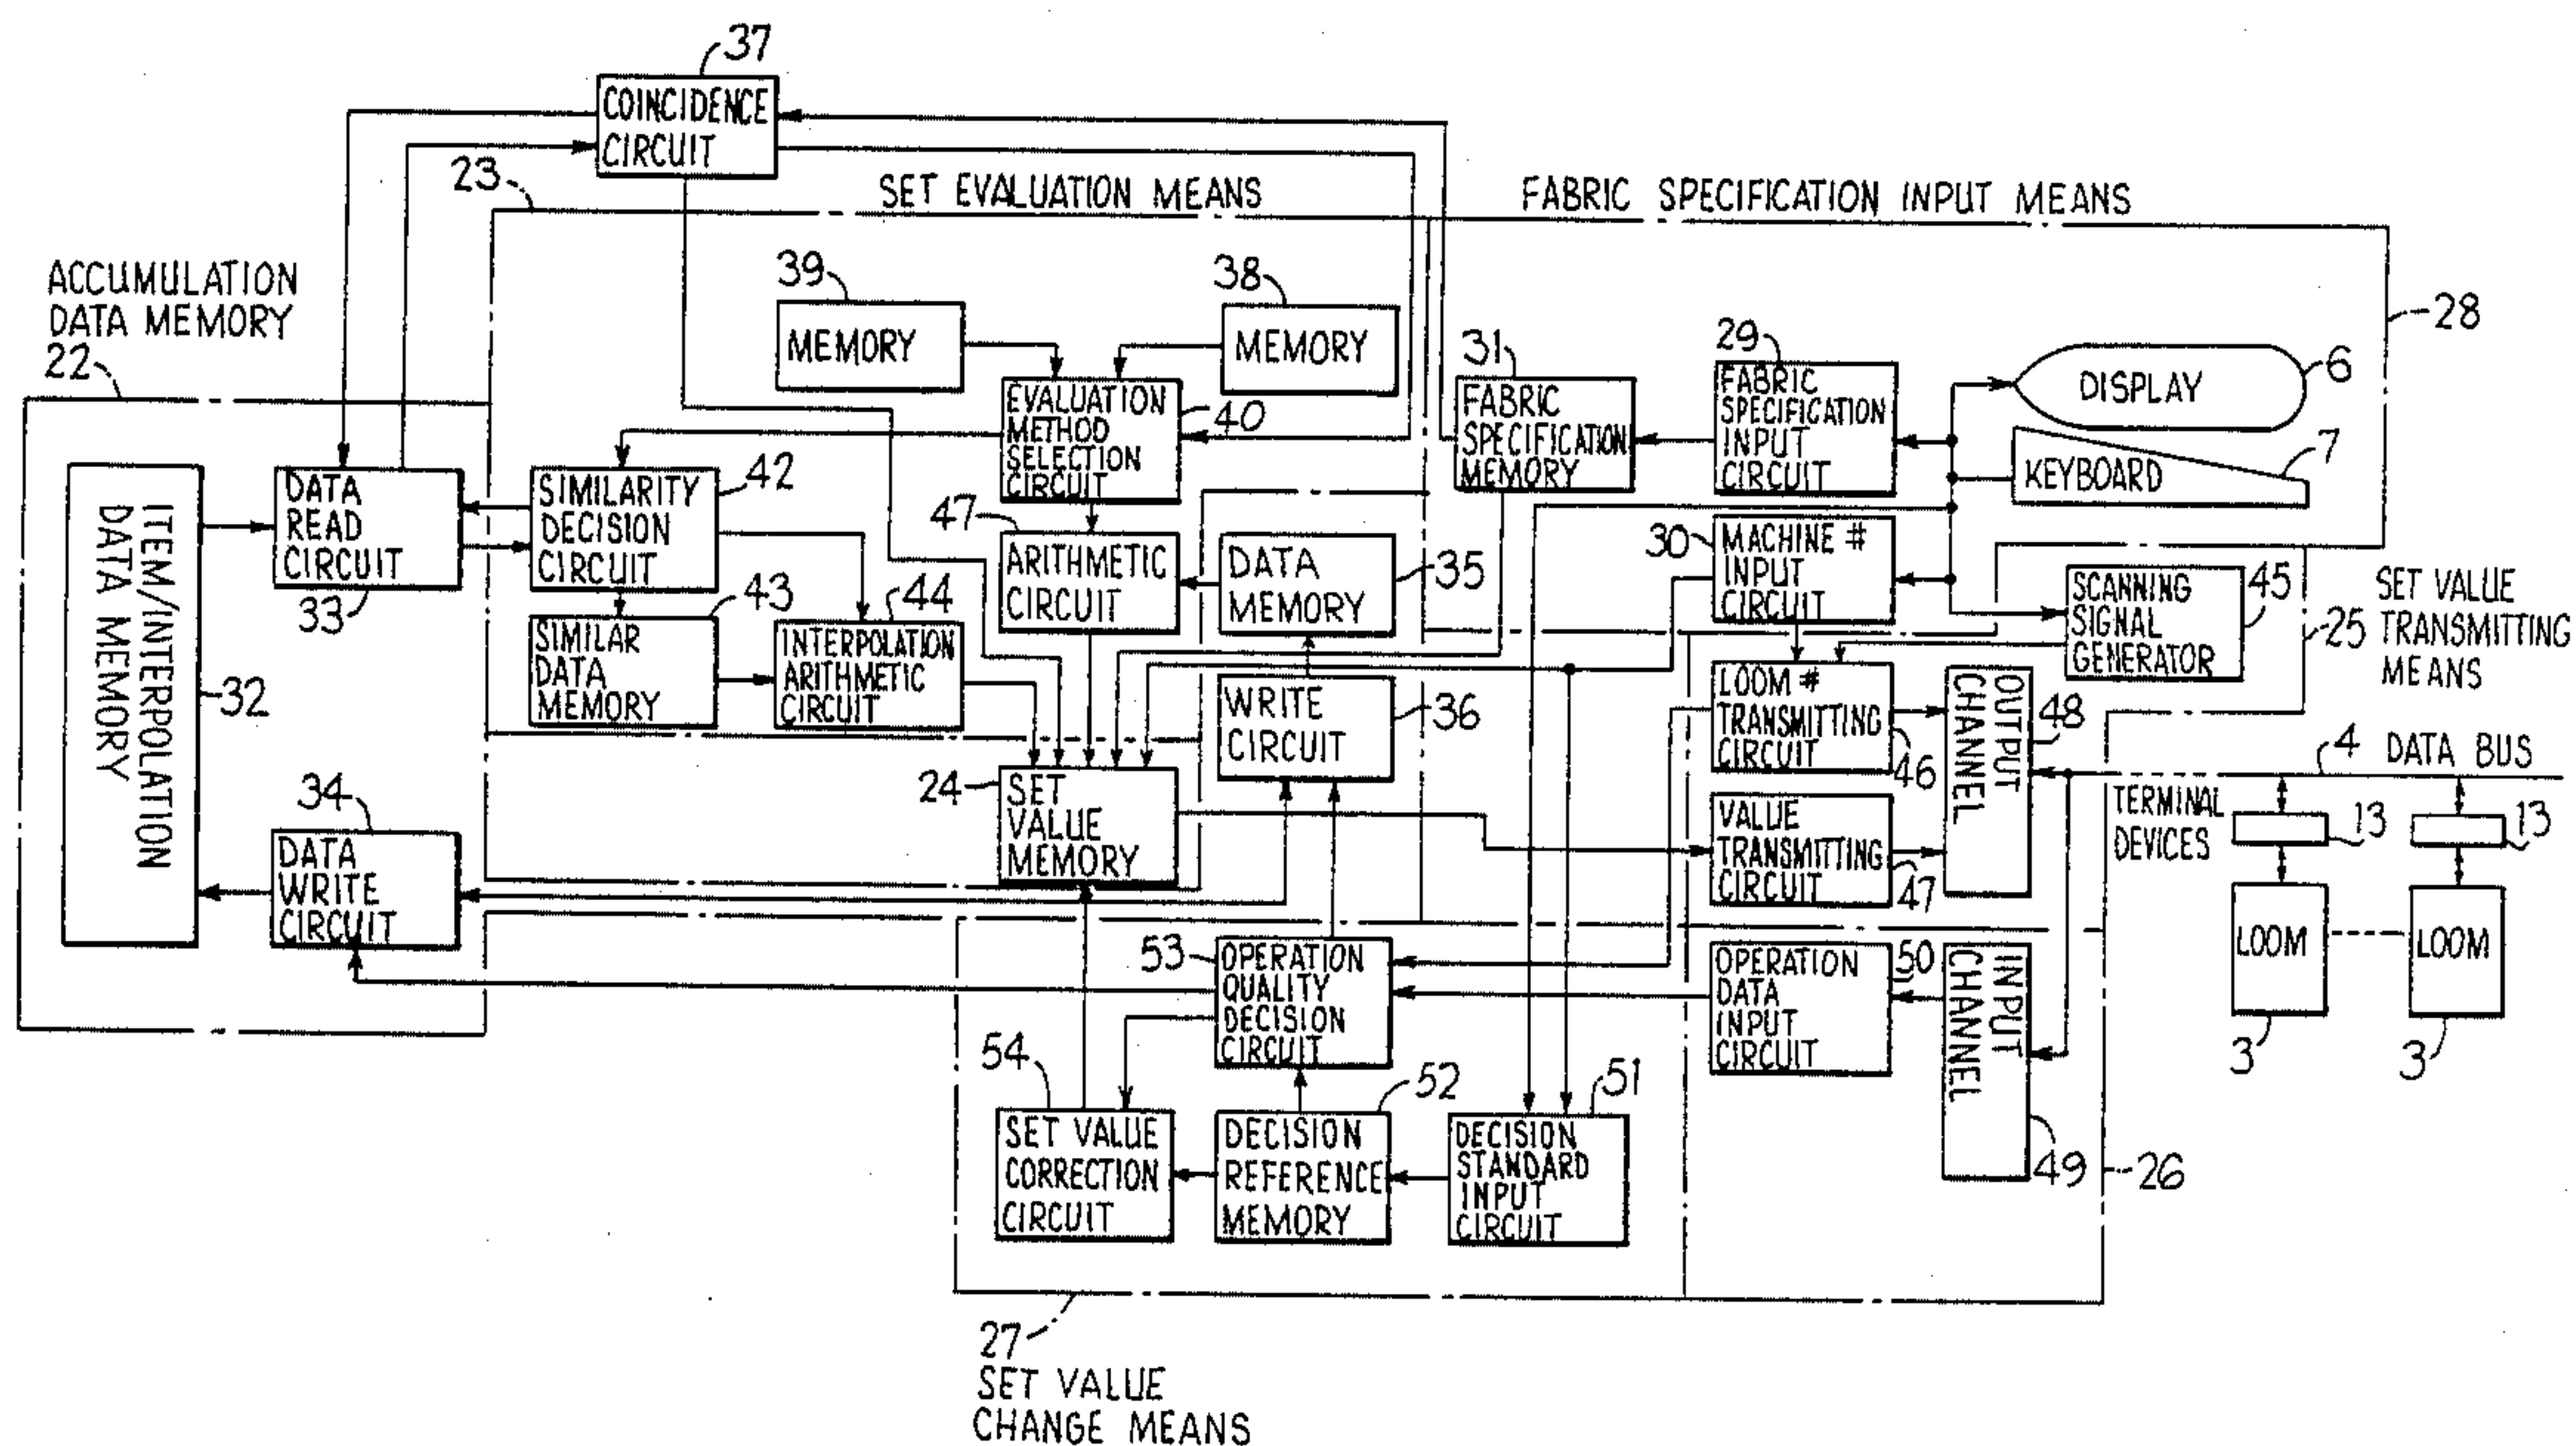 37
COINCIDENCE
CIRCUIT
23
SET EVALUATION MEANS
FABRIC SPECIFICATION INPUT MEANS
ACCUMULATION
DATA MEMORY
22
39
MEMORY
38
MEMORY
28
31
FABRIC
SPECIFICATION
MEMORY
29
FABRIC
SPECIFICATION
INPUT
CIRCUIT
DISPLAY
6
KEYBOARD
7
EVALUATION
METHOD
SELECTION
CIRCUIT
40
ITEM/INTERPOLATION
DATA MEMORY
32
DATA
READ
CIRCUIT
33
SIMILARITY
DECISION
CIRCUIT
42
47
ARITHMETIC
CIRCUIT
DATA
MEMORY
35
30
MACHINE #
INPUT
CIRCUIT
SCANNING
SIGNAL
GENERATOR
45
SET VALUE
TRANSMITTING
MEANS
25
43
SIMILAR
DATA
MEMORY
44
INTERPOLATION
ARITHMETIC
CIRCUIT
WRITE
CIRCUIT
36
LOOM #
TRANSMITTING
CIRCUIT
46
OUTPUT
CHANNEL
48
4
DATA BUS
24
SET
VALUE
MEMORY
VALUE
TRANSMITTING
CIRCUIT
47
TERMINAL
DEVICES
13
13
34
DATA
WRITE
CIRCUIT
LOOM
LOOM
3
3
53
OPERATION
QUALITY
DECISION
CIRCUIT
OPERATION
DATA
INPUT
CIRCUIT
50
INPUT
CHANNEL
49
26
54
SET VALUE
CORRECTION
CIRCUIT
52
DECISION
REFERENCE
MEMORY
51
DECISION
STANDARD
INPUT
CIRCUIT
27
SET VALUE
CHANGE MEANS